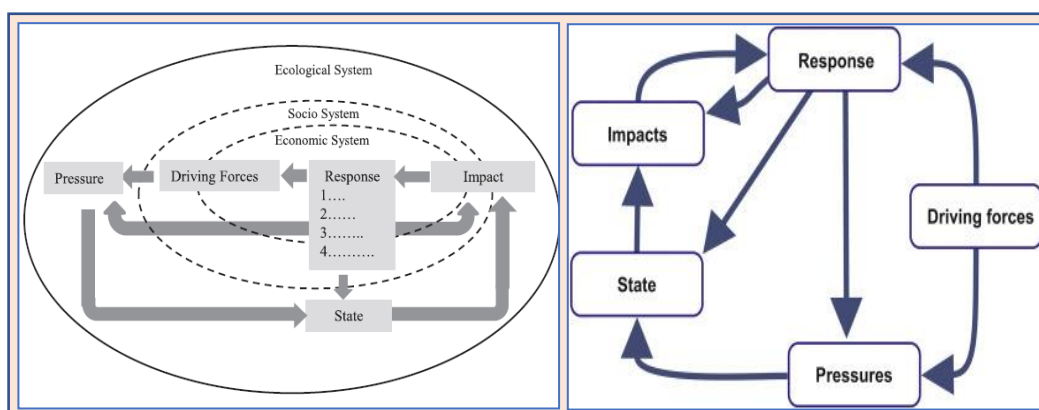 Ecological System
Socio System
Economic System
Pressure
Driving Forces
Response
1….
2……
3……..
4……….
Impact
State
Response
Impacts
Driving forces
State
Pressures